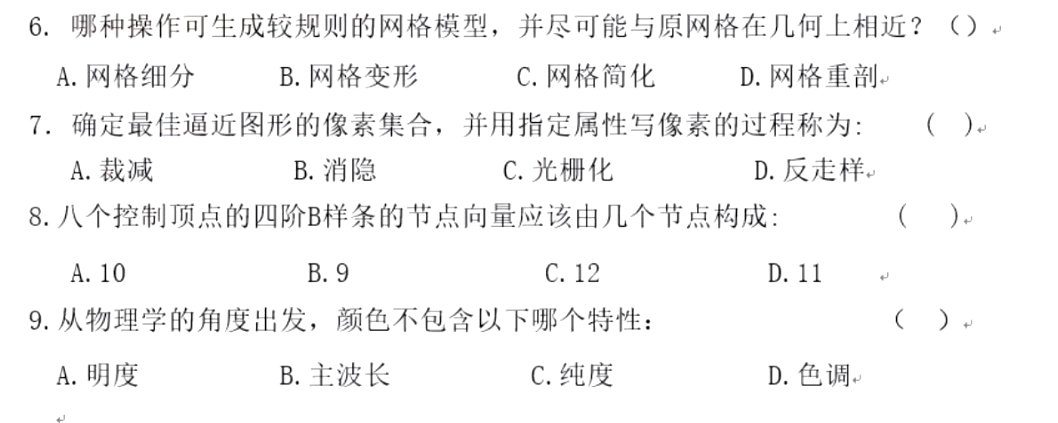 6. 哪种操作可生成较规则的网格模型，并尽可能与原网格在几何上相近？（）
A.网格细分 B.网格变形 C.网格简化 D.网格重剖
7. 确定最佳逼近图形的像素集合，并用指定属性写像素的过程称为: ( )
A.裁减 B.消隐 C.光栅化 D.反走样
8.八个控制顶点的四阶B样条的节点向量应该由几个节点构成: ( )
A.10 B.9 C.12 D.11
9.从物理学的角度出发，颜色不包含以下哪个特性： （ ）
A.明度 B.主波长 C.纯度 D.色调